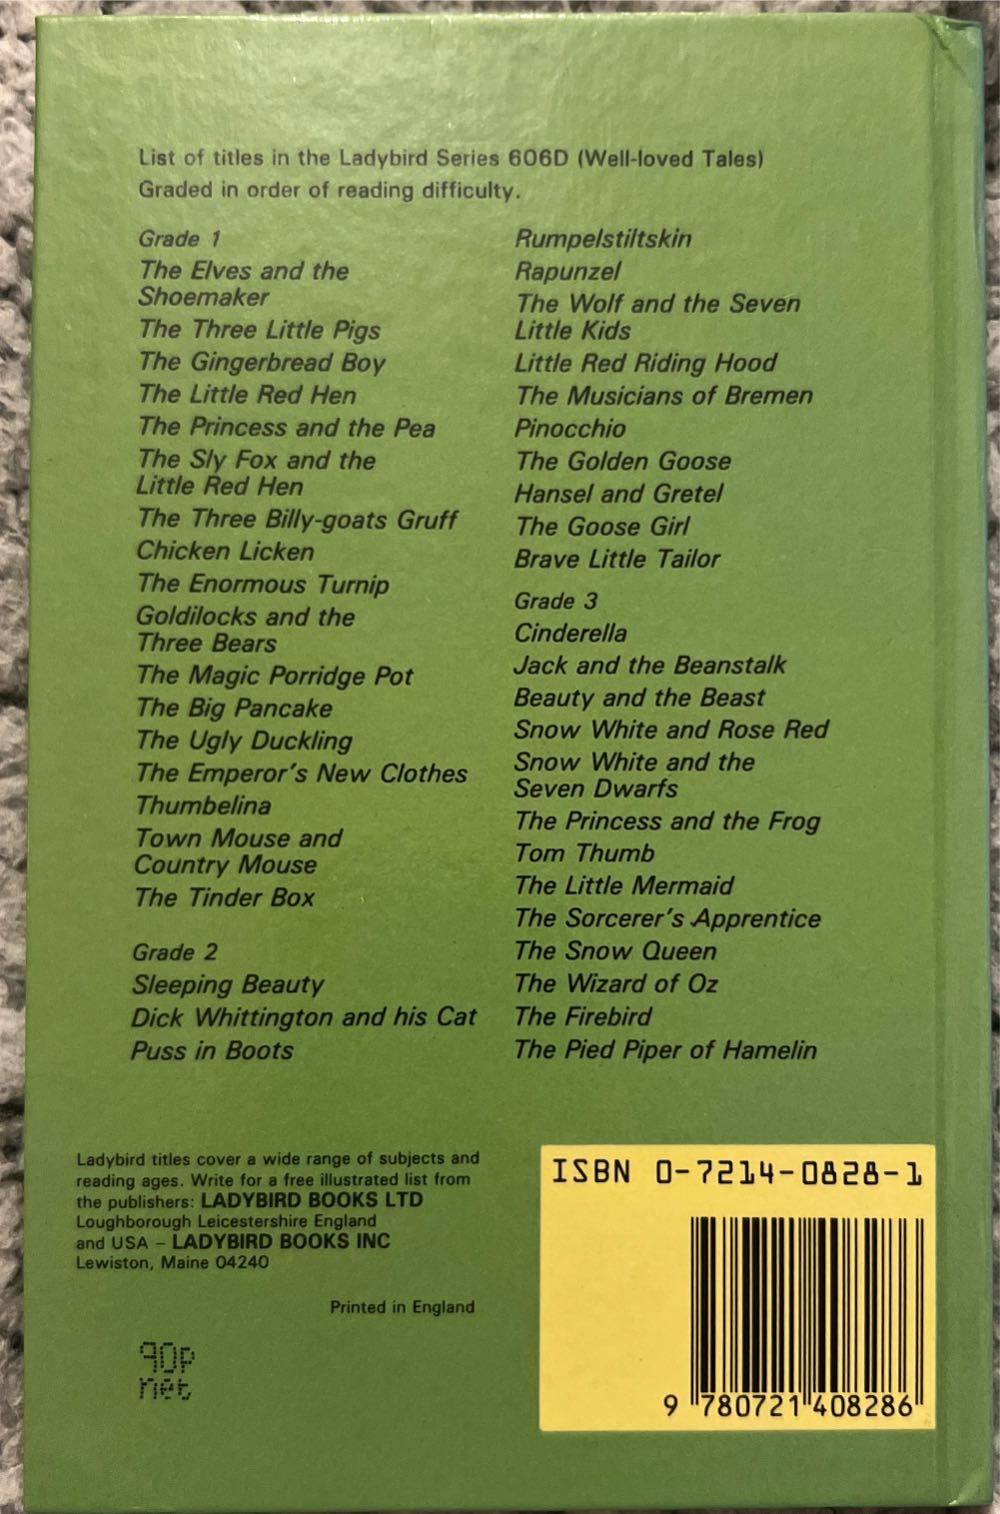 List of titles in the Ladybird Series 606D (Well-loved Tales)
Graded in order of reading difficulty.
Grade 1
The Elves and the
Shoemaker
The Three Little Pigs
The Gingerbread Boy
The Little Red Hen
The Princess and the Pea
The Sly Fox and the
Little Red Hen
The Three Billy-goats Gruff
Chicken Licken
The Enormous Turnip
Goldilocks and the
Three Bears
The Magic Porridge Pot
The Big Pancake
The Ugly Duckling
The Emperor's New Clothes
Thumbelina
Town Mouse and
Country Mouse
The Tinder Box
Grade 2
Sleeping Beauty
Dick Whittington and his Cat
Puss in Boots
Rumpelstiltskin
Rapunzel
The Wolf and the Seven
Little Kids
Little Red Riding Hood
The Musicians of Bremen
Pinocchio
The Golden Goose
Hansel and Gretel
The Goose Girl
Brave Little Tailor
Grade 3
Cinderella
Jack and the Beanstalk
Beauty and the Beast
Snow White and Rose Red
Snow White and the
Seven Dwarfs
The Princess and the Frog
Tom Thumb
The Little Mermaid
The Sorcerer's Apprentice
The Snow Queen
The Wizard of Oz
The Firebird
The Pied Piper of Hamelin
Ladybird titles cover a wide range of subjects and
reading ages. Write for a free illustrated list from
the publishers: LADYBIRD BOOKS LTD
Loughborough Leicestershire England
and USA – LADYBIRD BOOKS INC
Lewiston, Maine 04240
Printed in England
90p
net
ISBN 0-7214-0828-1
9 780721 408286